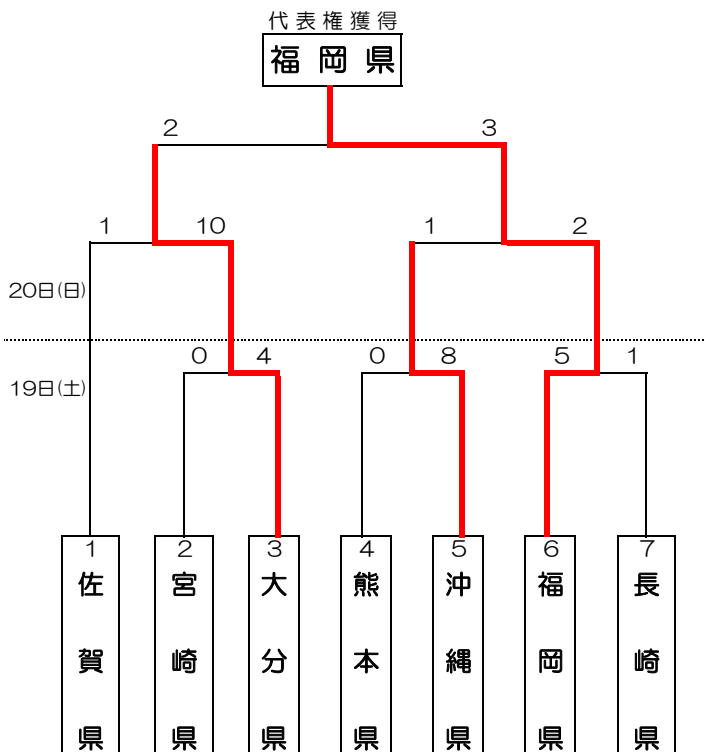 代表権獲得
福岡県
2 3
1 10 1 2
20日(日)
0 4 0 8 5 1
19日(土)
1 2 3 4 5 6 7
佐賀県
宮崎県
大分県
熊本県
沖縄県
福岡県
長崎県